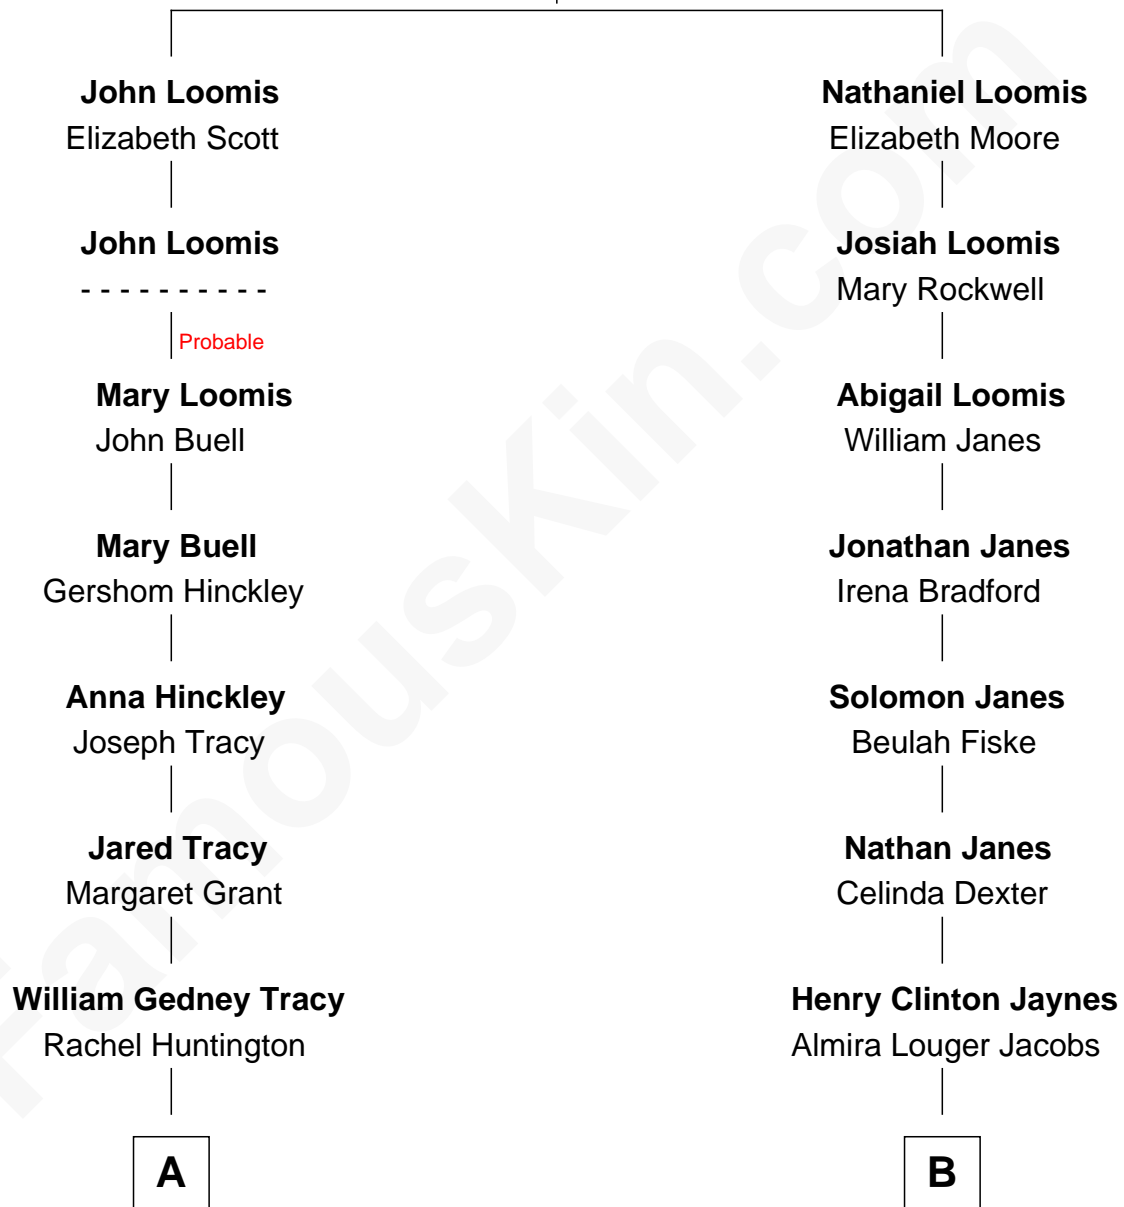 John Loomis
Elizabeth Scott
Nathaniel Loomis
Elizabeth Moore
John Loomis
- - - - - - - - - -
Josiah Loomis
Mary Rockwell
Probable
Mary Loomis
John Buell
Abigail Loomis
William Janes
Mary Buell
Gershom Hinckley
Jonathan Janes
Irena Bradford
Anna Hinckley
Joseph Tracy
Solomon Janes
Beulah Fiske
Jared Tracy
Margaret Grant
Nathan Janes
Celinda Dexter
William Gedney Tracy
Rachel Huntington
Henry Clinton Jaynes
Almira Louger Jacobs
A
B
FamousKin.com